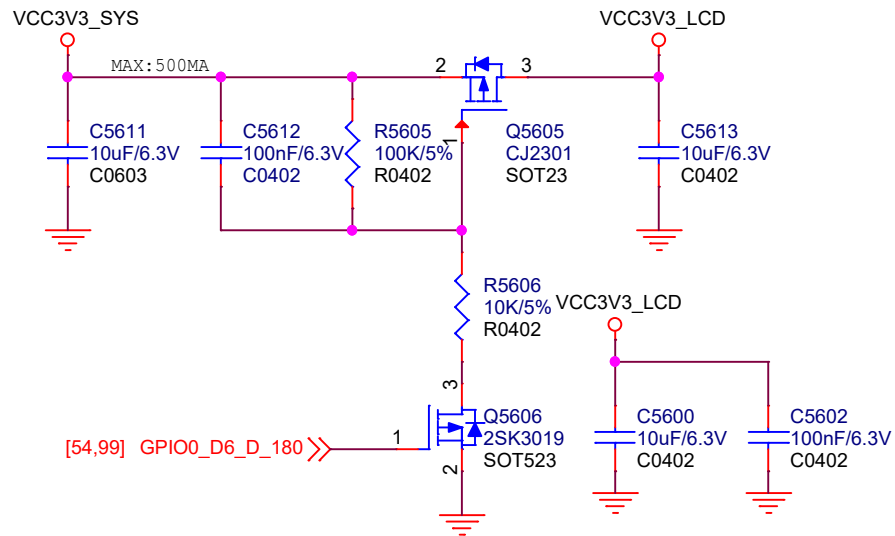 VCC3V3_SYS
VCC3V3_LCD
MAX:500MA
2
3
1
C5611
10uF/6.3V
C0603
C5612
100nF/6.3V
C0402
R5605
100K/5%
R0402
Q5605
CJ2301
SOT23
C5613
10uF/6.3V
C0402
R5606
10K/5%
R0402
VCC3V3_LCD
3
[54,99] GPIO0_D6_D_180
1
2
Q5606
2SK3019
SOT523
C5600
10uF/6.3V
C0402
C5602
100nF/6.3V
C0402